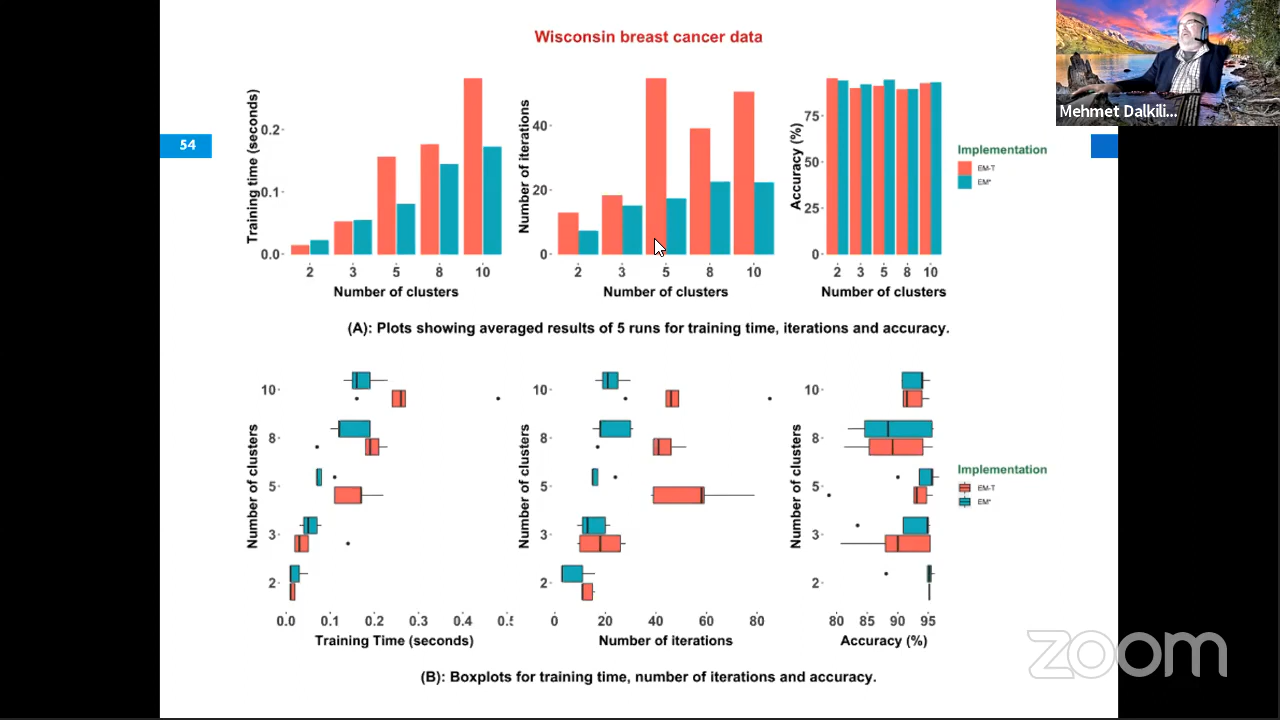 Wisconsin breast cancer data
Mehmet Dalkili...
54
Training time (seconds)
0.2
0.1
0.0
2 3 5 8 10
Number of clusters
Number of iterations
40
20
0
2 3 5 8 10
Number of clusters
Accuracy (%)
75
50
25
0
2 3 5 8 10
Number of clusters
Implementation
EM-T
EM*
(A): Plots showing averaged results of 5 runs for training time, iterations and accuracy.
Number of clusters
10
8
5
3
2
0.0 0.1 0.2 0.3 0.4
Training Time (seconds)
Number of clusters
10
8
5
3
2
0 20 40 60 80
Number of iterations
Number of clusters
10
8
5
3
2
80 85 90 95
Accuracy (%)
Implementation
EM-T
EM*
(B): Boxplots for training time, number of iterations and accuracy.
zoom